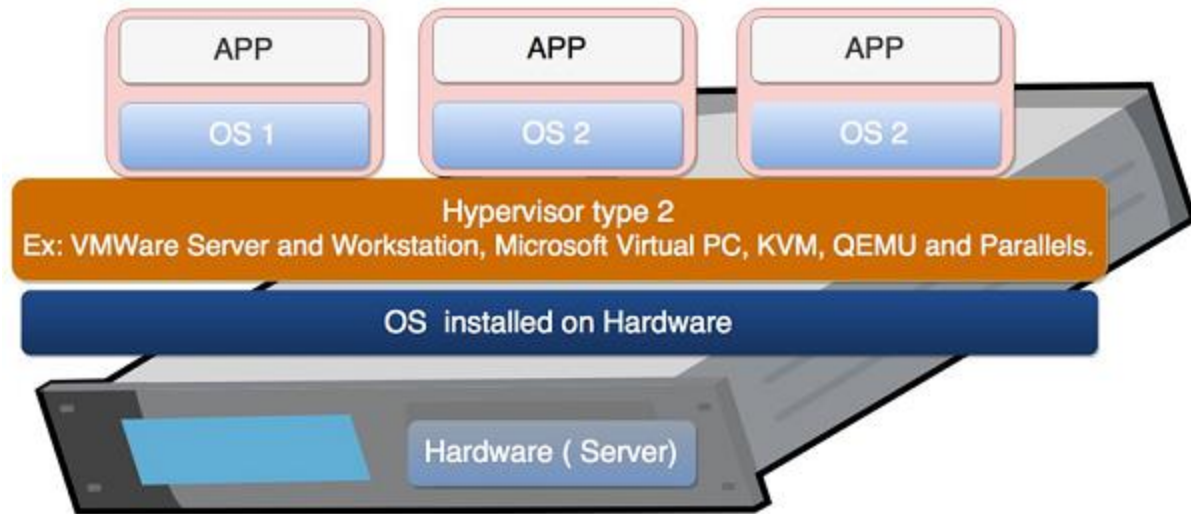 APP
APP
APP
OS 1
OS 2
OS 2
Hypervisor type 2
Ex: VMWare Server and Workstation, Microsoft Virtual PC, KVM, QEMU and Parallels.
OS installed on Hardware
Hardware ( Server)